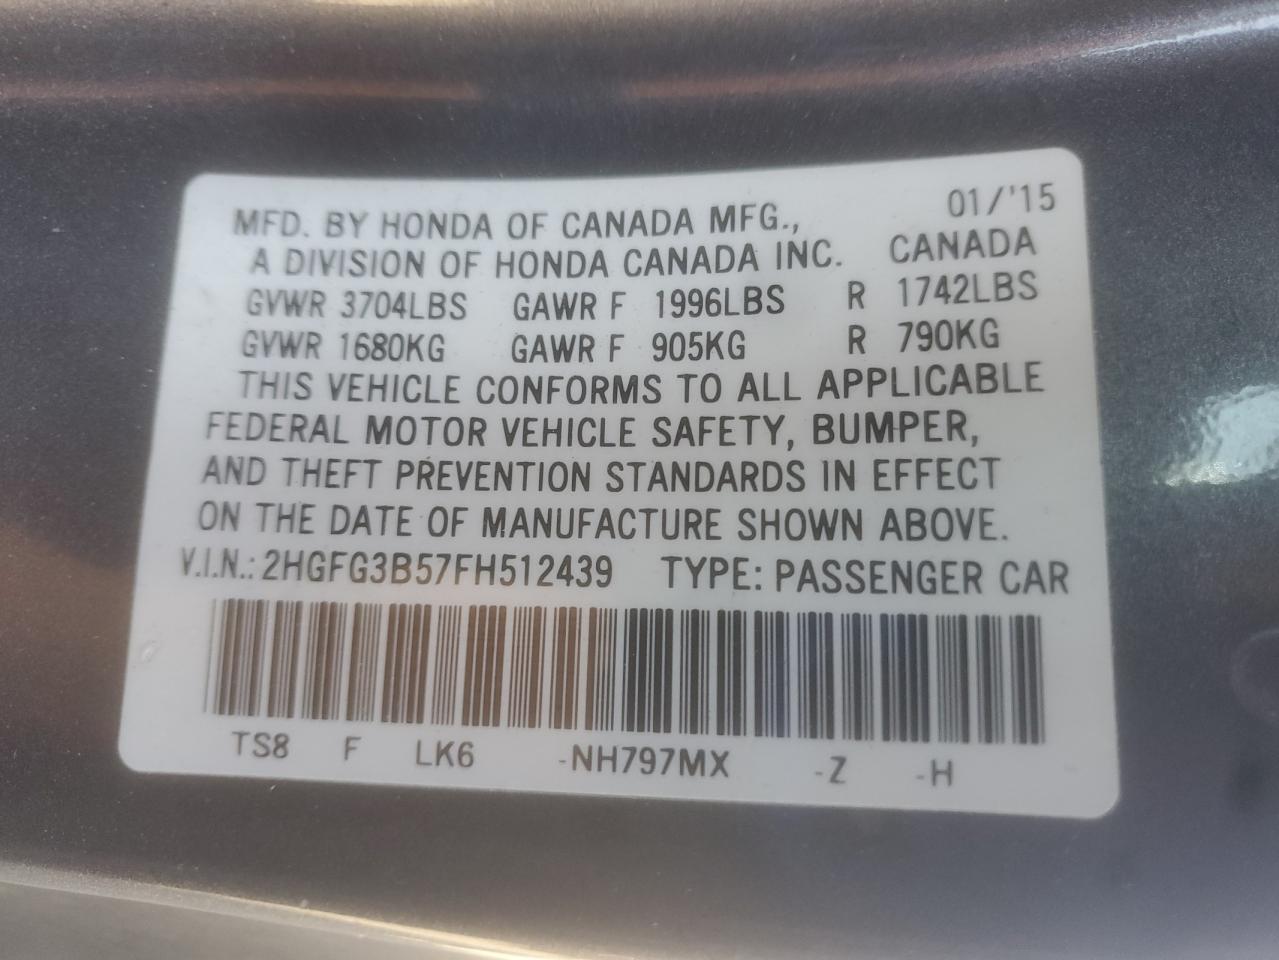 01/'15
MFD. BY HONDA OF CANADA MFG.,
A DIVISION OF HONDA CANADA INC. CANADA
GVWR 3704LBS GAWR F 1996LBS R 1742LBS
GVWR 1680KG GAWR F 905KG R 790KG
THIS VEHICLE CONFORMS TO ALL APPLICABLE
FEDERAL MOTOR VEHICLE SAFETY, BUMPER,
AND THEFT PREVENTION STANDARDS IN EFFECT
ON THE DATE OF MANUFACTURE SHOWN ABOVE.
V.I.N.: 2HGFG3B57FH512439 TYPE: PASSENGER CAR
TS8 F LK6 -NH797MX -Z -H